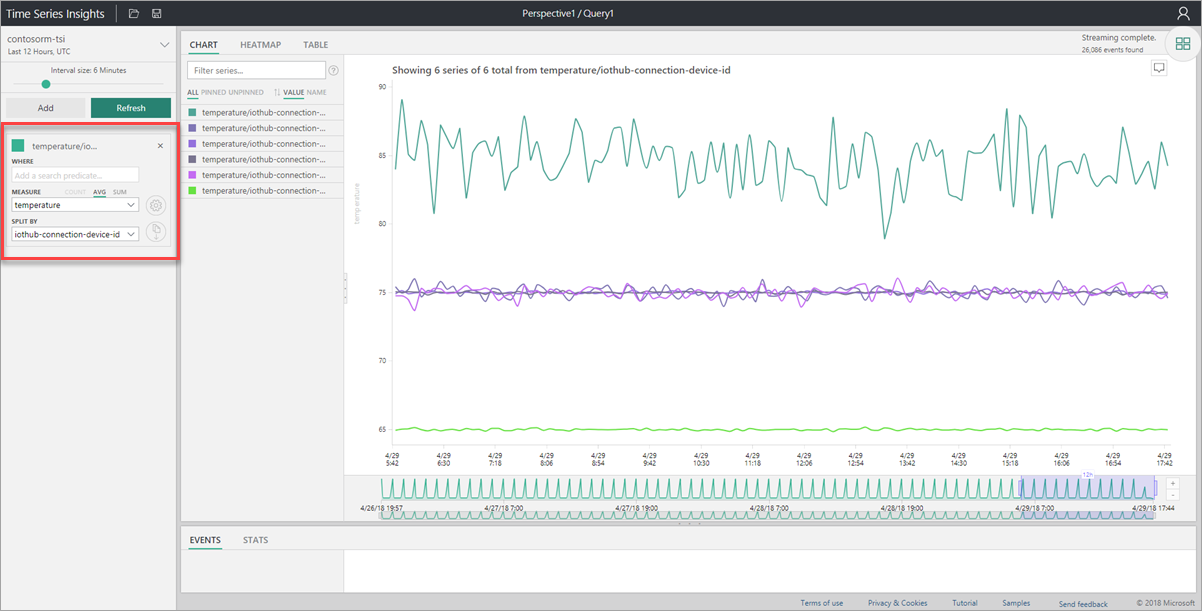 Time Series Insights
Perspective1 / Query1
contosorm-tsi
Last 12 Hours, UTC
Interval size: 6 Minutes
Add
Refresh
temperature/io...
WHERE
Add a search predicate...
MEASURE COUNT AVG SUM
temperature
SPLIT BY
iothub-connection-device-id
CHART HEATMAP TABLE
Streaming complete.
26,086 events found
Filter series...
?
ALL PINNED UNPINNED VALUE NAME
temperature/iothub-connection-...
temperature/iothub-connection-...
temperature/iothub-connection-...
temperature/iothub-connection-...
temperature/iothub-connection-...
temperature/iothub-connection-...
Showing 6 series of 6 total from temperature/iothub-connection-device-id
temperature
90
85
80
75
70
65
4/29 4/29 4/29 4/29 4/29 4/29 4/29 4/29 4/29 4/29 4/29 4/29 4/29 4/29 4/29 4/29
5:42 6:30 7:18 8:06 8:54 9:42 10:30 11:18 12:06 12:54 13:42 14:30 15:18 16:06 16:54 17:42
12h
+
-
4/26/18 19:57 4/27/18 7:00 4/27/18 19:00 4/28/18 7:00 4/28/18 19:00 4/29/18 7:00 4/29/18 17:44
EVENTS STATS
Terms of use Privacy & Cookies Tutorial Samples Send feedback © 2018 Microsoft